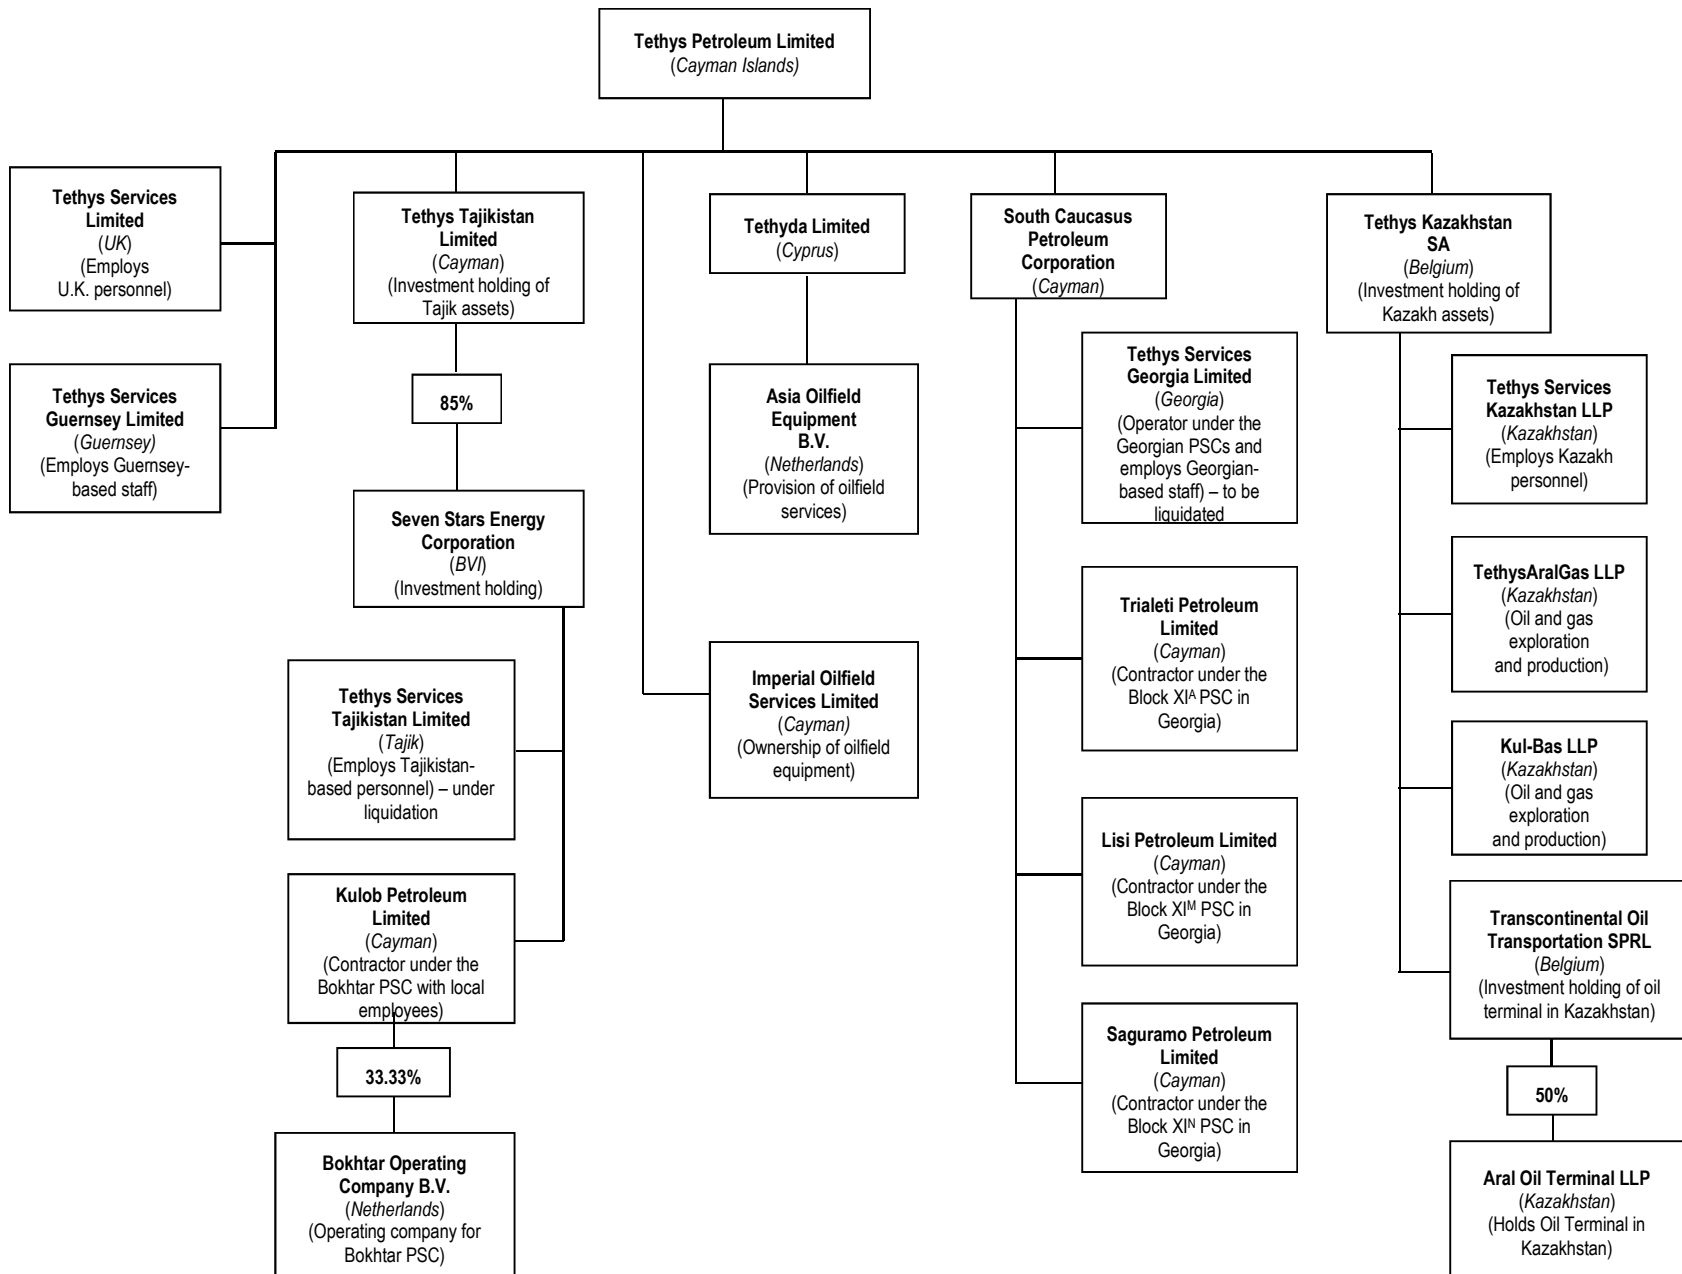 Tethys Petroleum Limited
(Cayman Islands)
Tethys Services
Limited
(UK)
(Employs
U.K. personnel)
Tethys Services
Guernsey Limited
(Guernsey)
(Employs Guernsey-
based staff)
Tethys Tajikistan
Limited
(Cayman)
(Investment holding of
Tajik assets)
85%
Seven Stars Energy
Corporation
(BVI)
(Investment holding)
Tethys Services
Tajikistan Limited
(Tajik)
(Employs Tajikistan-
based personnel) – under
liquidation
Kulob Petroleum
Limited
(Cayman)
(Contractor under the
Bokhtar PSC with local
employees)
33.33%
Bokhtar Operating
Company B.V.
(Netherlands)
(Operating company for
Bokhtar PSC)
Tethyda Limited
(Cyprus)
Asia Oilfield
Equipment
B.V.
(Netherlands)
(Provision of oilfield
services)
Imperial Oilfield
Services Limited
(Cayman)
(Ownership of oilfield
equipment)
South Caucasus
Petroleum
Corporation
(Cayman)
Tethys Services
Georgia Limited
(Georgia)
(Operator under the
Georgian PSCs and
employs Georgian-
based staff) – to be
liquidated
Trialeti Petroleum
Limited
(Cayman)
(Contractor under the
Block XIᴬ PSC in
Georgia)
Lisi Petroleum Limited
(Cayman)
(Contractor under the
Block XIᴹ PSC in
Georgia)
Saguramo Petroleum
Limited
(Cayman)
(Contractor under the
Block XIᴺ PSC in
Georgia)
Tethys Kazakhstan
SA
(Belgium)
(Investment holding of
Kazakh assets)
Tethys Services
Kazakhstan LLP
(Kazakhstan)
(Employs Kazakh
personnel)
TethysAralGas LLP
(Kazakhstan)
(Oil and gas
exploration
and production)
Kul-Bas LLP
(Kazakhstan)
(Oil and gas
exploration
and production)
Transcontinental Oil
Transportation SPRL
(Belgium)
(Investment holding of oil
terminal in Kazakhstan)
50%
Aral Oil Terminal LLP
(Kazakhstan)
(Holds Oil Terminal in
Kazakhstan)